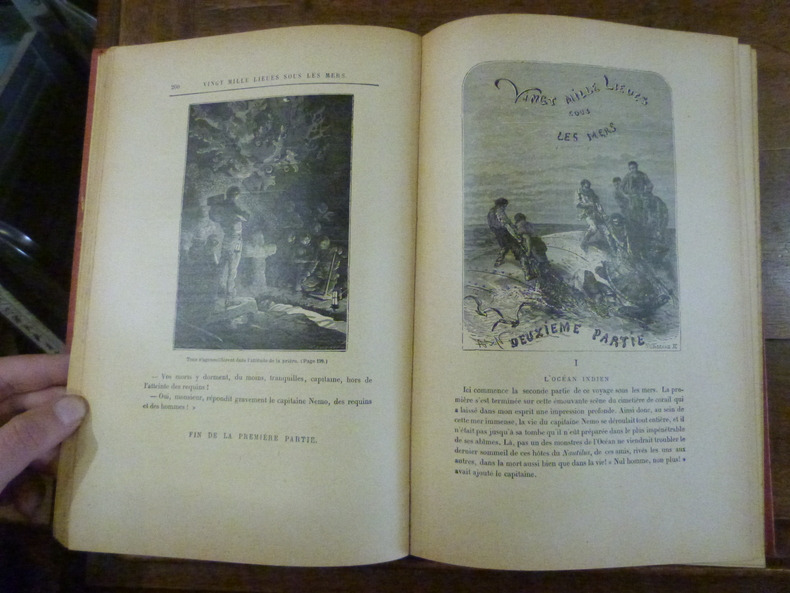 200
VINGT MILLE LIEUES SOUS LES MERS
Tous s'agenouillèrent dans l'attitude de la prière. (Page 199.)
— Vos morts y dorment, du moins, tranquilles, capitaine, hors de
l'atteinte des requins !
— Oui, monsieur, répondit gravement le capitaine Nemo, des requins
et des hommes ! »
FIN DE LA PREMIÈRE PARTIE.
VINGT MILLE LIEUES
SOUS
LES MERS
DEUXIEME PARTIE
I
L'OCÉAN INDIEN
Ici commence la seconde partie de ce voyage sous les mers. La pre-
mière s'est terminée sur cette émouvante scène du cimetière de corail qui
a laissé dans mon esprit une impression profonde. Ainsi donc, au sein de
cette mer immense, la vie du capitaine Nemo se déroulait tout entière, et il
n'était pas jusqu'à sa tombe qu'il n'eût préparée dans le plus impénétrable
de ses abîmes. Là, pas un des monstres de l'Océan ne viendrait troubler le
dernier sommeil de ces hôtes du Nautilus, de ces amis, rivés les uns aux
autres, dans la mort aussi bien que dans la vie! « Nul homme, non plus! »
avait ajouté le capitaine.